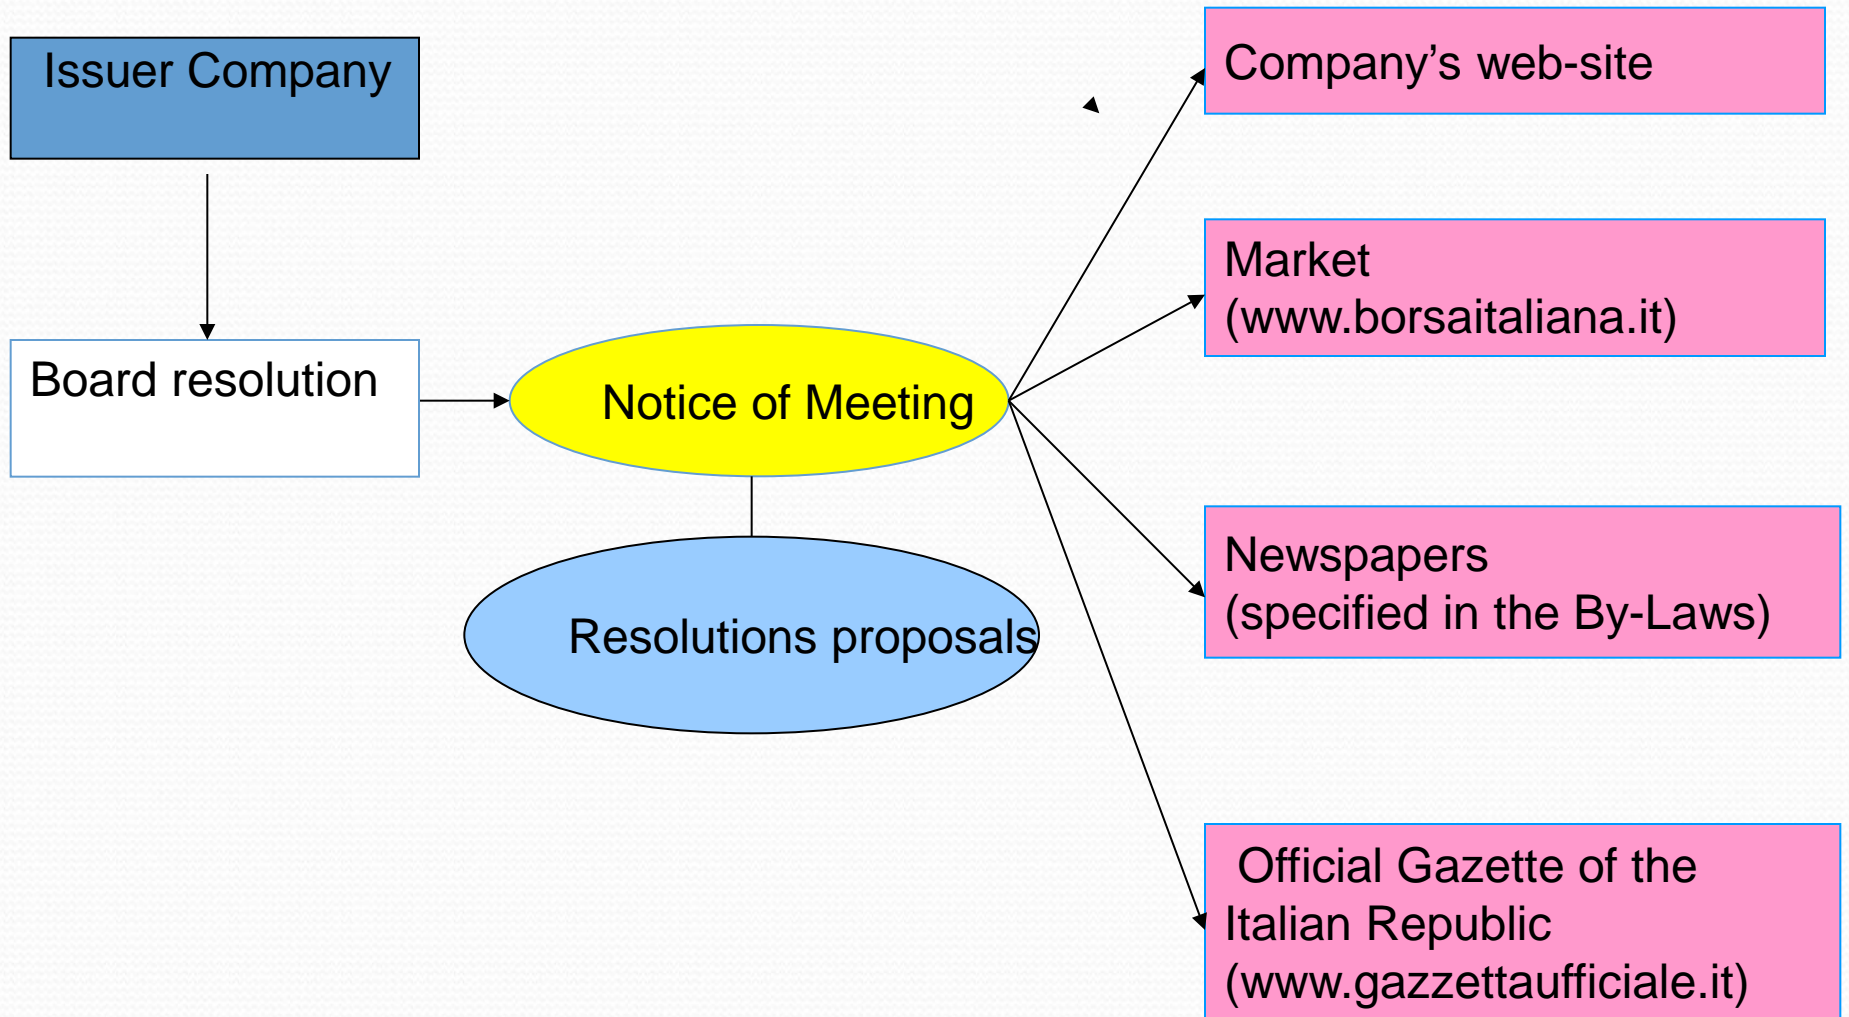 Issuer Company
Board resolution
Notice of Meeting
Resolutions proposals
Company’s web-site
Market
(www.borsaitaliana.it)
Newspapers
(specified in the By-Laws)
Official Gazette of the
Italian Republic
(www.gazzettaufficiale.it)